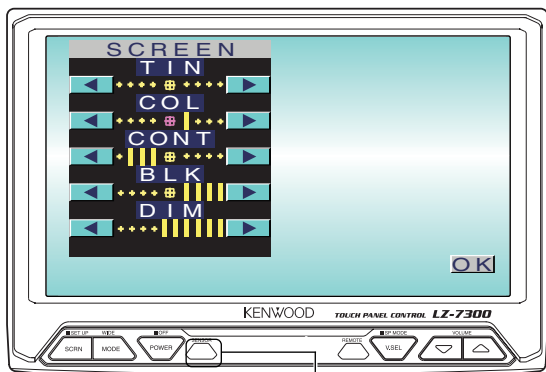 SCREEN
TIN
COL
CONT
BLK
DIM
OK
KENWOOD TOUCH PANEL CONTROL LZ-7300
SET UP WIDE OFF SENSOR REMOTE SP MODE VOLUME
SCRN MODE POWER V.SEL